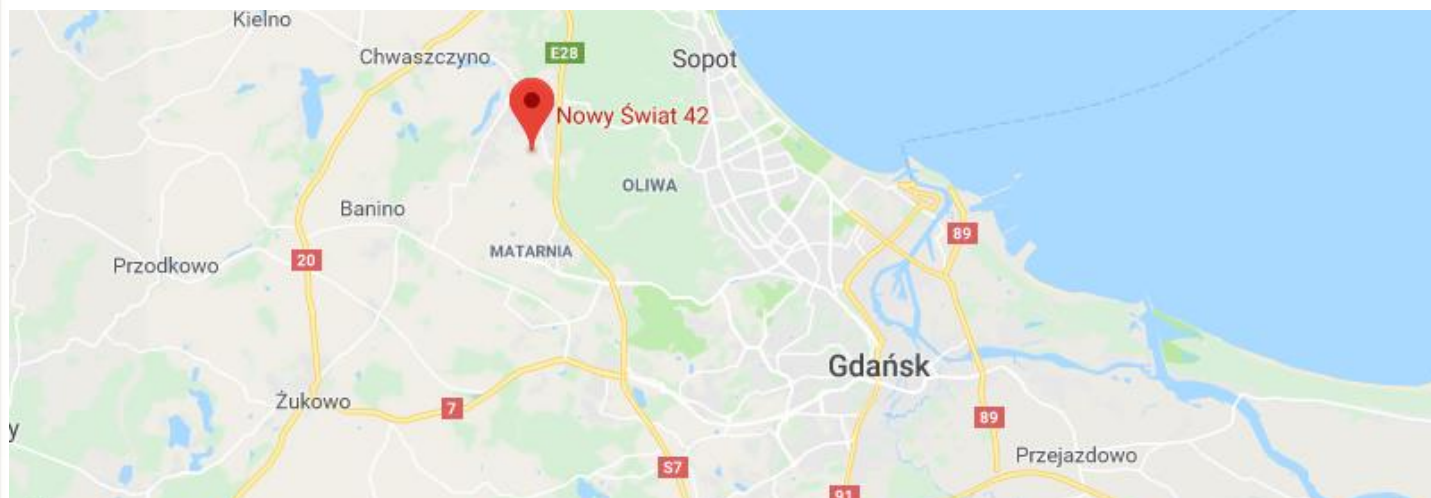 Kielno
Chwaszczyno
E28
Sopot
Nowy Świat 42
OLIWA
Banino
MATARNIA
89
Przodkowo
20
Gdańsk
Żukowo
7
89
y
Przejazdowo
S7
91